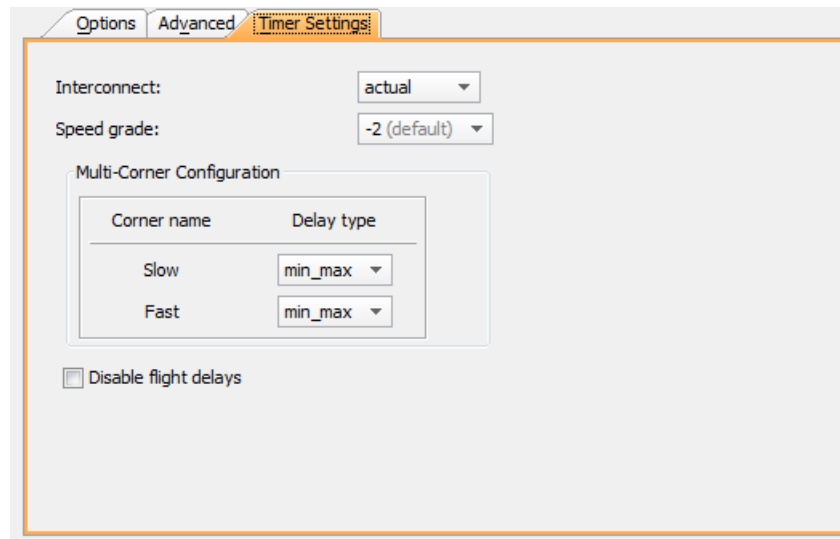 Options Advanced Timer Settings
Interconnect: actual
Speed grade: -2 (default)
Multi-Corner Configuration
Corner name Delay type
Slow min_max
Fast min_max
Disable flight delays